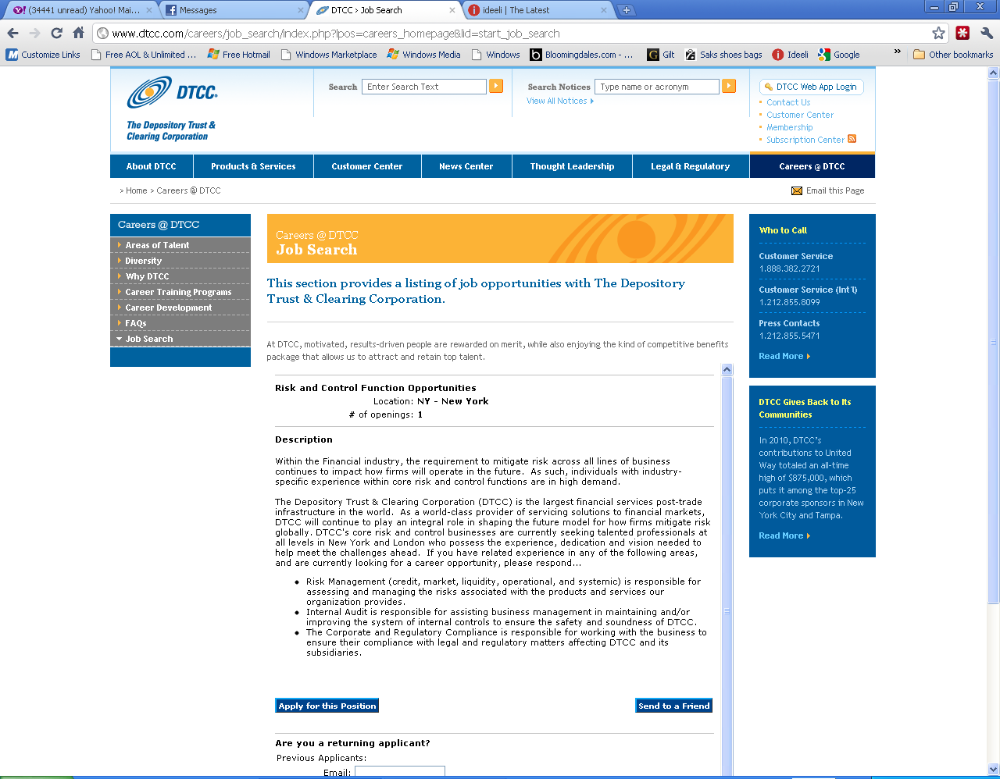 (34441 unread) Yahoo! Mai...
Messages
DTCC > Job Search
ideeli | The Latest
www.dtcc.com/careers/job_search/index.php?lpos=careers_homepage&lid=start_job_search
Customize Links
Free AOL & Unlimited ...
Free Hotmail
Windows Marketplace
Windows Media
Windows
Bloomingdales.com - ...
Gilt
Saks shoes bags
Ideeli
Google
»
Other bookmarks
DTCC.
The Depository Trust &
Clearing Corporation
Search
Enter Search Text
Search Notices
Type name or acronym
View All Notices
DTCC Web App Login
Contact Us
Customer Center
Membership
Subscription Center
About DTCC
Products & Services
Customer Center
News Center
Thought Leadership
Legal & Regulatory
Careers @ DTCC
> Home > Careers @ DTCC
Email this Page
Careers @ DTCC
Areas of Talent
Diversity
Why DTCC
Career Training Programs
Career Development
FAQs
Job Search
Careers @ DTCC
Job Search
This section provides a listing of job opportunities with The Depository
Trust & Clearing Corporation.
At DTCC, motivated, results-driven people are rewarded on merit, while also enjoying the kind of competitive benefits
package that allows us to attract and retain top talent.
Risk and Control Function Opportunities
Location: NY - New York
# of openings: 1
Description
Within the Financial industry, the requirement to mitigate risk across all lines of business
continues to impact how firms will operate in the future.  As such, individuals with industry-
specific experience within core risk and control functions are in high demand.
The Depository Trust & Clearing Corporation (DTCC) is the largest financial services post-trade
infrastructure in the world.  As a world-class provider of servicing solutions to financial markets,
DTCC will continue to play an integral role in shaping the future model for how firms mitigate risk
globally. DTCC's core risk and control businesses are currently seeking talented professionals at
all levels in New York and London who possess the experience, dedication and vision needed to
help meet the challenges ahead.  If you have related experience in any of the following areas,
and are currently looking for a career opportunity, please respond...
• Risk Management (credit, market, liquidity, operational, and systemic) is responsible for
assessing and managing the risks associated with the products and services our
organization provides.
• Internal Audit is responsible for assisting business management in maintaining and/or
improving the system of internal controls to ensure the safety and soundness of DTCC.
• The Corporate and Regulatory Compliance is responsible for working with the business to
ensure their compliance with legal and regulatory matters affecting DTCC and its
subsidiaries.
Apply for this Position
Send to a Friend
Are you a returning applicant?
Previous Applicants:
Email:
Who to Call
Customer Service
1.888.382.2721
Customer Service (Int'l)
1.212.855.8099
Press Contacts
1.212.855.5471
Read More
DTCC Gives Back to Its
Communities
In 2010, DTCC's
contributions to United
Way totaled an all-time
high of $875,000, which
puts it among the top-25
corporate sponsors in New
York City and Tampa.
Read More